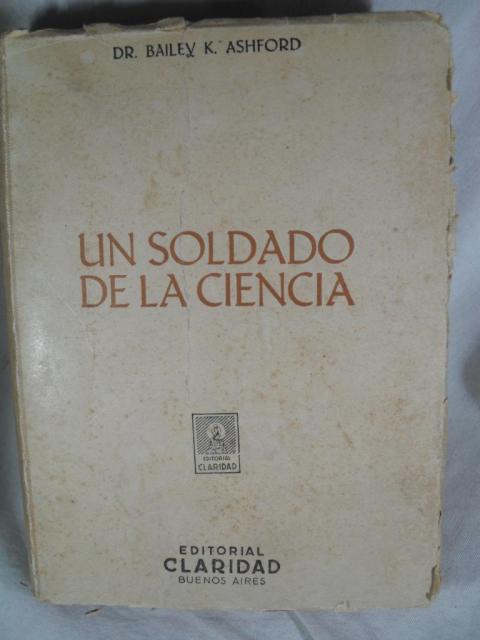 DR. BAILEY K. ASHFORD
UN SOLDADO
DE LA CIENCIA
EDITORIAL
CLARIDAD
EDITORIAL
CLARIDAD
BUENOS AIRES